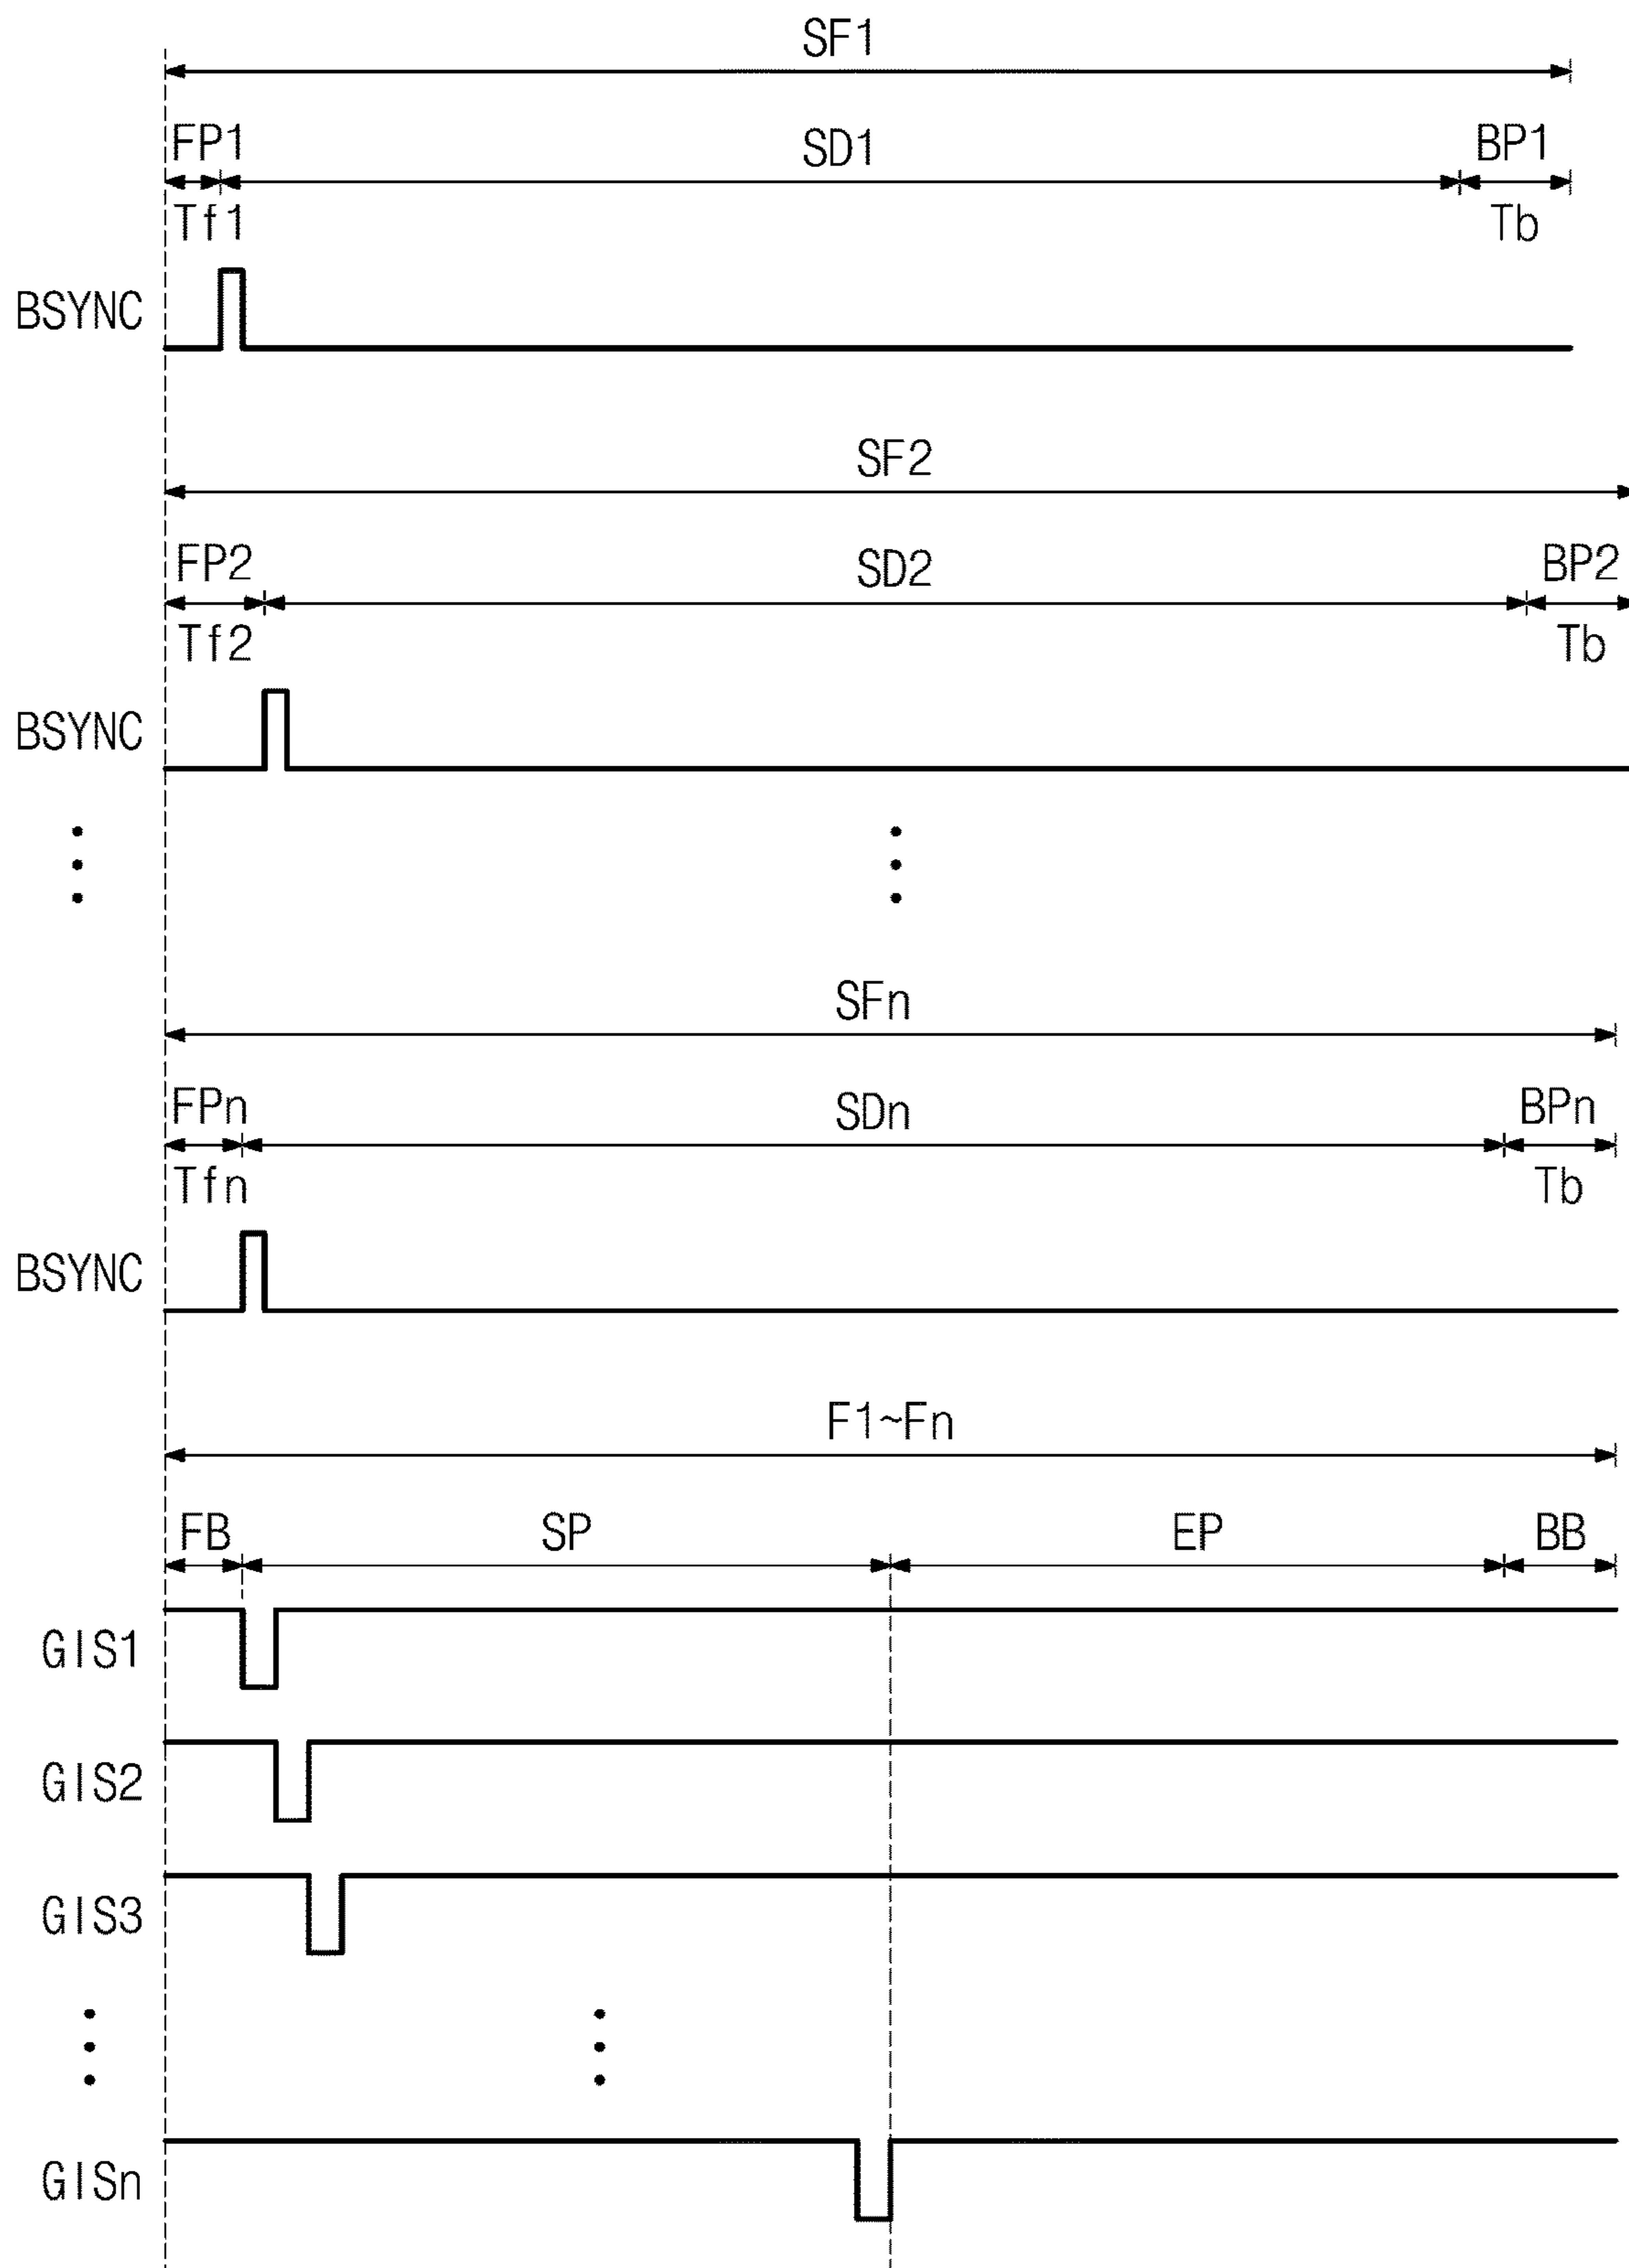 SF1
FP1 SD1 BP1
Tf1 Tb
BSYNC
SF2
FP2 SD2 BP2
Tf2 Tb
BSYNC
SFn
FPn SDn BPn
Tfn Tb
BSYNC
F1~Fn
FB SP EP BB
GIS1
GIS2
GIS3
GISn